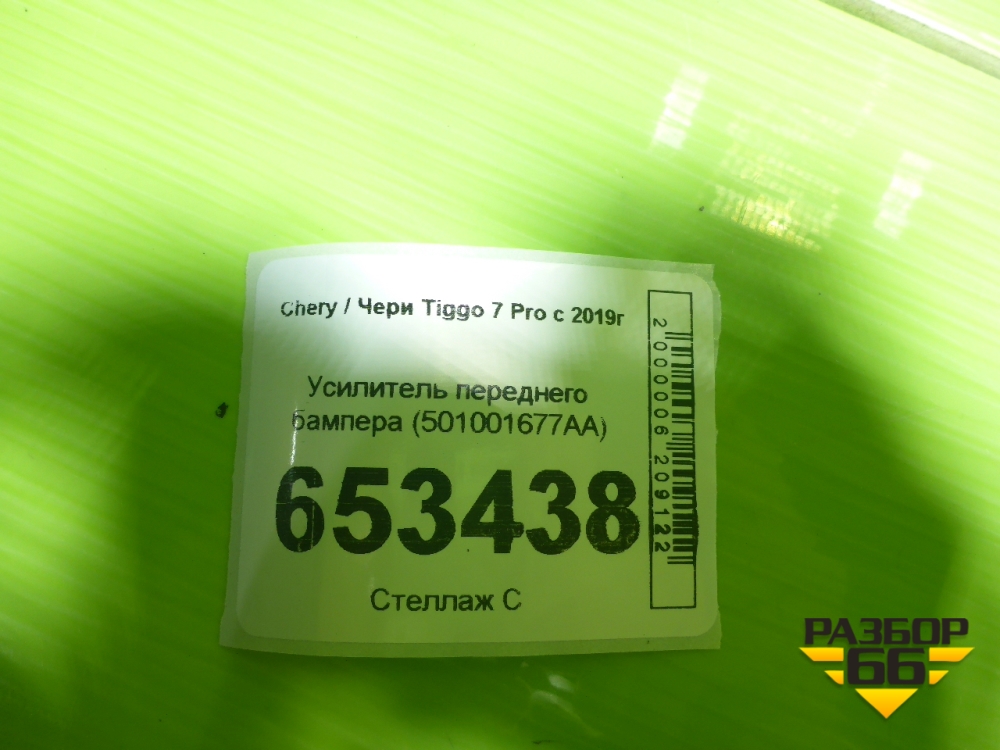 Chery / Чери Tiggo 7 Pro с 2019г
Усилитель переднего
бампера (501001677AA)
653438
Стеллаж С
2000006209122
РАЗБОР
66